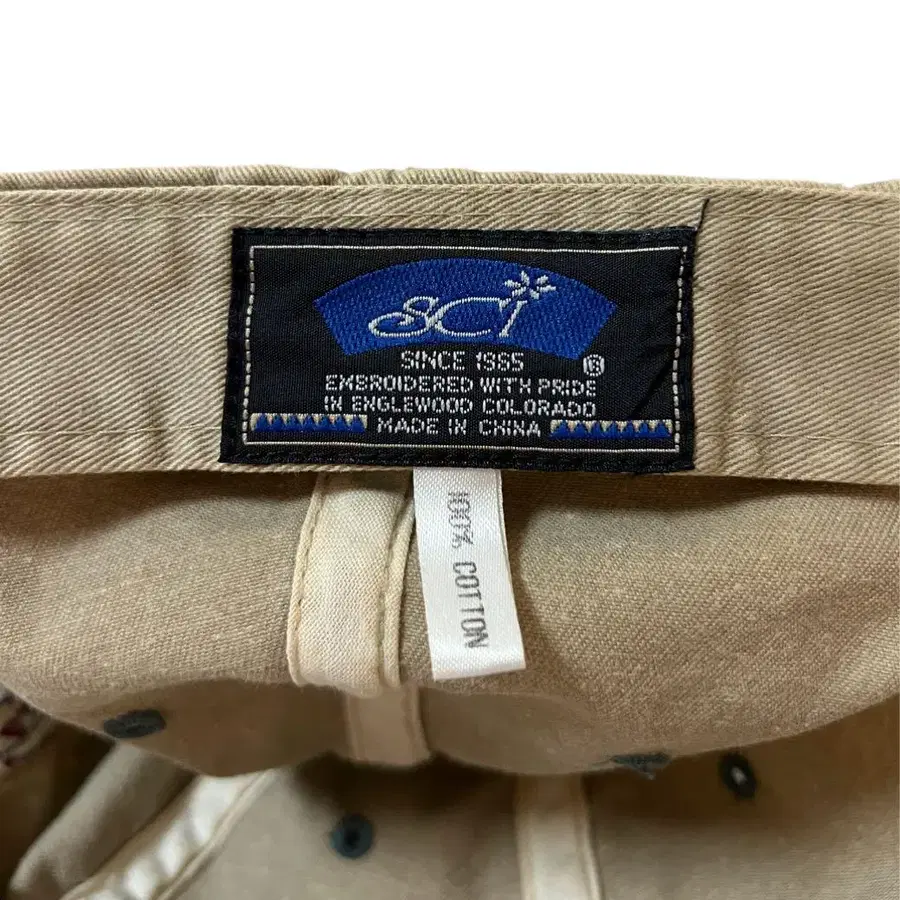 SCI
SINCE 1985
®
EMBROIDERED WITH PRIDE
IN ENGLEWOOD COLORADO
MADE IN CHINA
100% COTTON